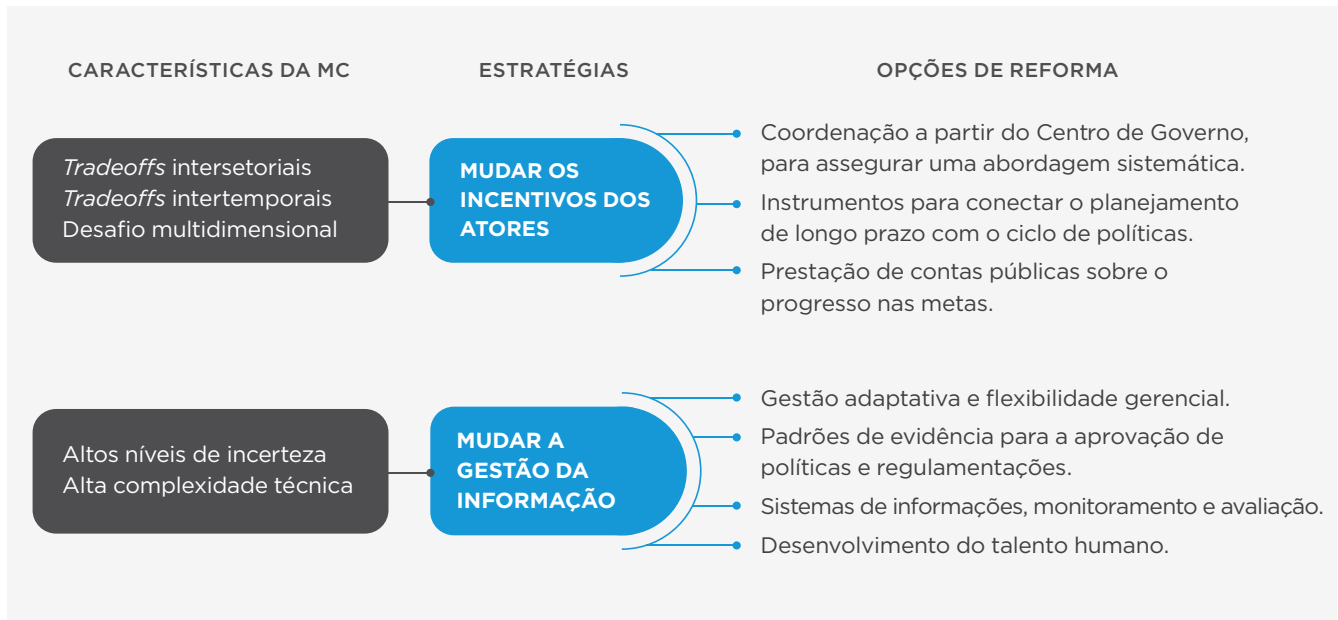 CARACTERÍSTICAS DA MC
ESTRATÉGIAS
OPÇÕES DE REFORMA
Tradeoffs intersetoriais
Tradeoffs intertemporais
Desafio multidimensional
MUDAR OS
INCENTIVOS DOS
ATORES
Coordenação a partir do Centro de Governo,
para assegurar uma abordagem sistemática.
Instrumentos para conectar o planejamento
de longo prazo com o ciclo de políticas.
Prestação de contas públicas sobre o
progresso nas metas.
Altos níveis de incerteza
Alta complexidade técnica
MUDAR A
GESTÃO DA
INFORMAÇÃO
Gestão adaptativa e flexibilidade gerencial.
Padrões de evidência para a aprovação de
políticas e regulamentações.
Sistemas de informações, monitoramento e avaliação.
Desenvolvimento do talento humano.